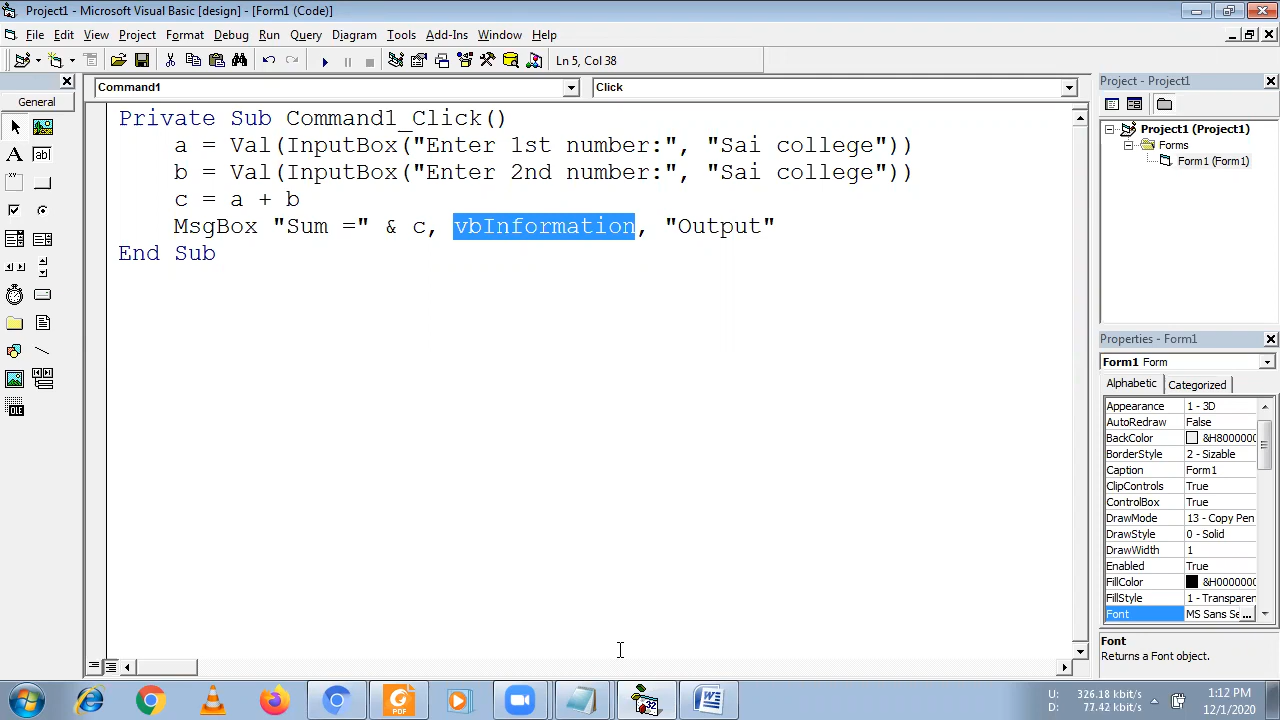 Project1 - Microsoft Visual Basic [design] - [Form1 (Code)]
File Edit View Project Format Debug Run Query Diagram Tools Add-Ins Window Help
Ln 5, Col 38
General
Command1 Click
Private Sub Command1_Click()
a = Val(InputBox("Enter 1st number:", "Sai college"))
b = Val(InputBox("Enter 2nd number:", "Sai college"))
c = a + b
MsgBox "Sum =" & c, vbInformation, "Output"
End Sub
Project - Project1
Project1 (Project1)
Forms
Form1 (Form1)
Properties - Form1
Form1 Form
Alphabetic Categorized
Appearance 1 - 3D
AutoRedraw False
BackColor &H8000000
BorderStyle 2 - Sizable
Caption Form1
ClipControls True
ControlBox True
DrawMode 13 - Copy Pen
DrawStyle 0 - Solid
DrawWidth 1
Enabled True
FillColor &H0000000
FillStyle 1 - Transparen
Font MS Sans Se ...
Font
Returns a Font object.
A
ab
OLE
PDF
32
W
U: 326.18 kbit/s
D: 77.42 kbit/s
1:12 PM
12/1/2020